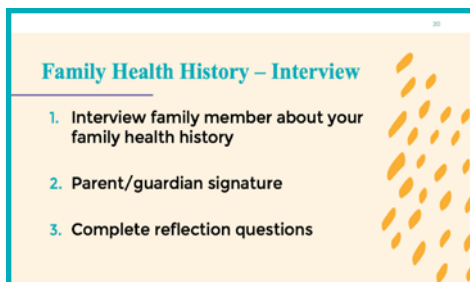 Family Health History – Interview
1. Interview family member about your
family health history
2. Parent/guardian signature
3. Complete reflection questions